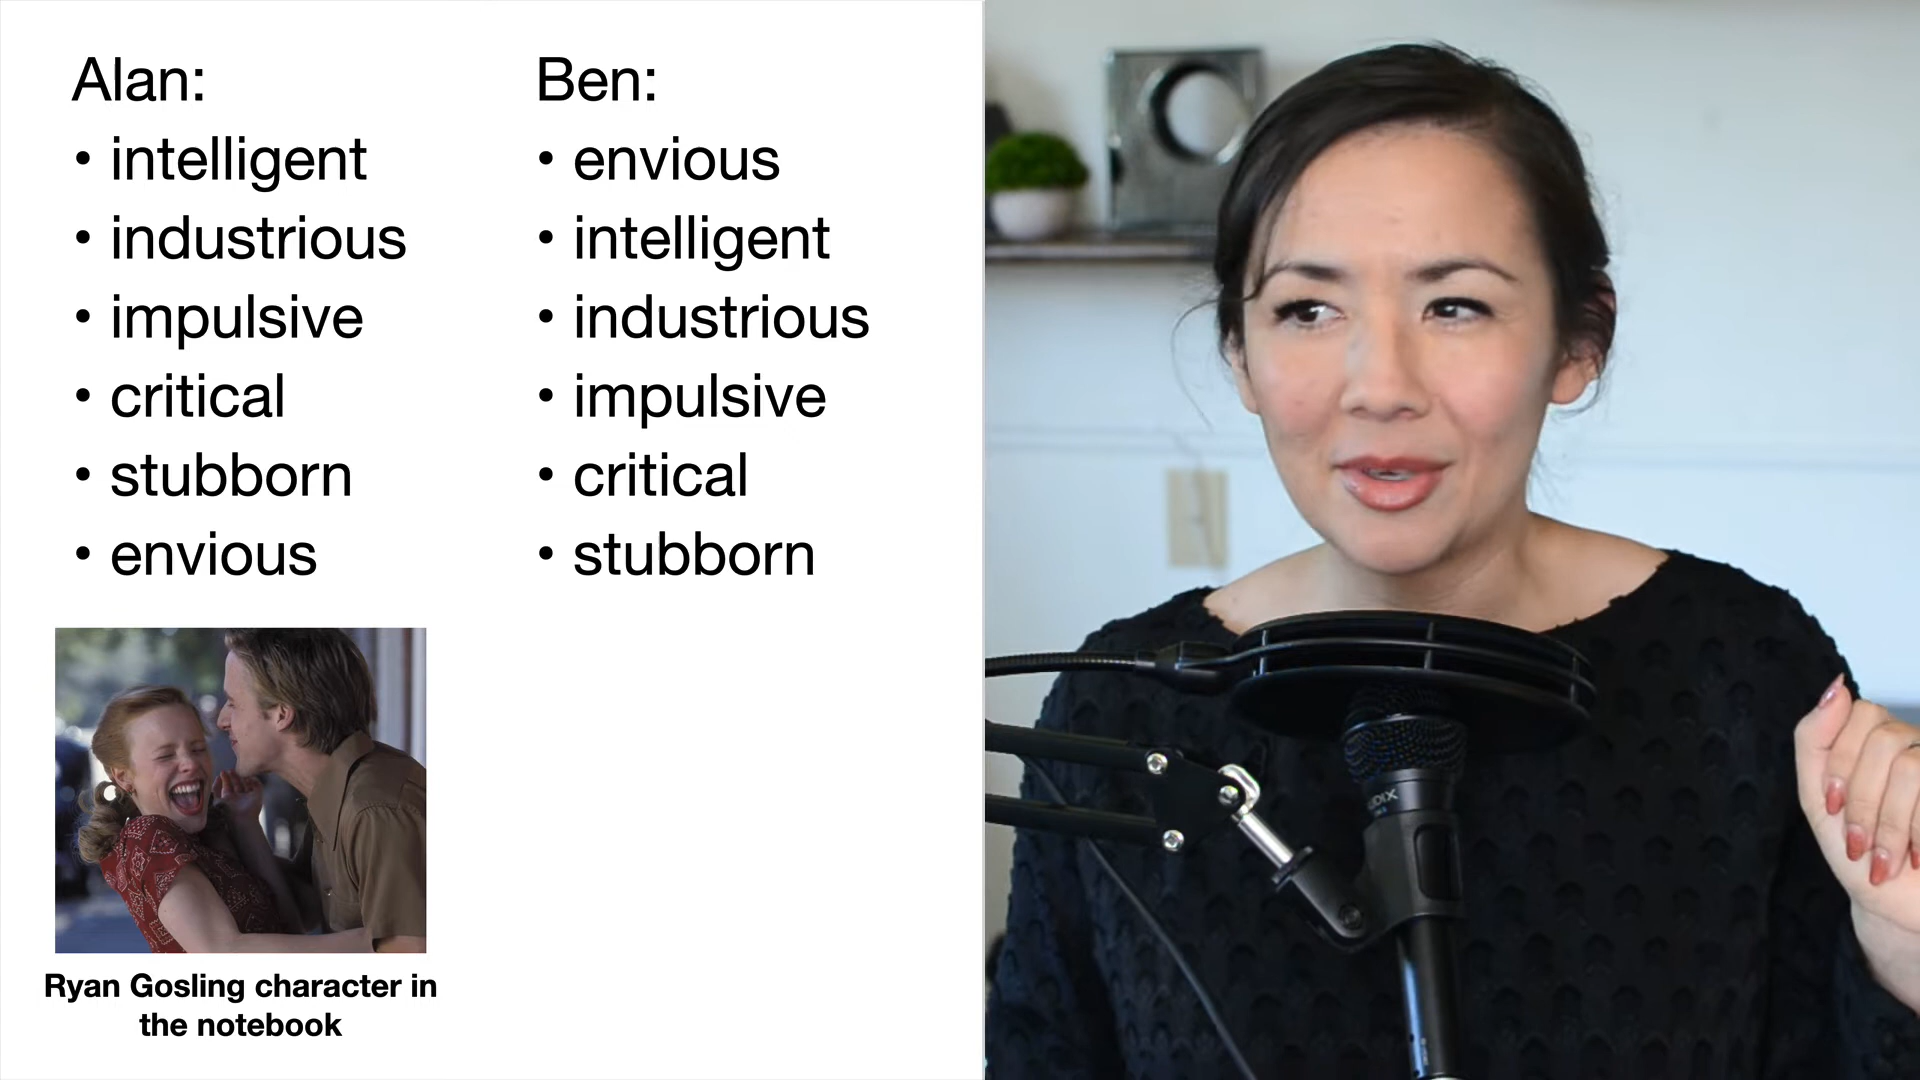 Alan:
• intelligent
• industrious
• impulsive
• critical
• stubborn
• envious
Ben:
• envious
• intelligent
• industrious
• impulsive
• critical
• stubborn
Ryan Gosling character in
the notebook